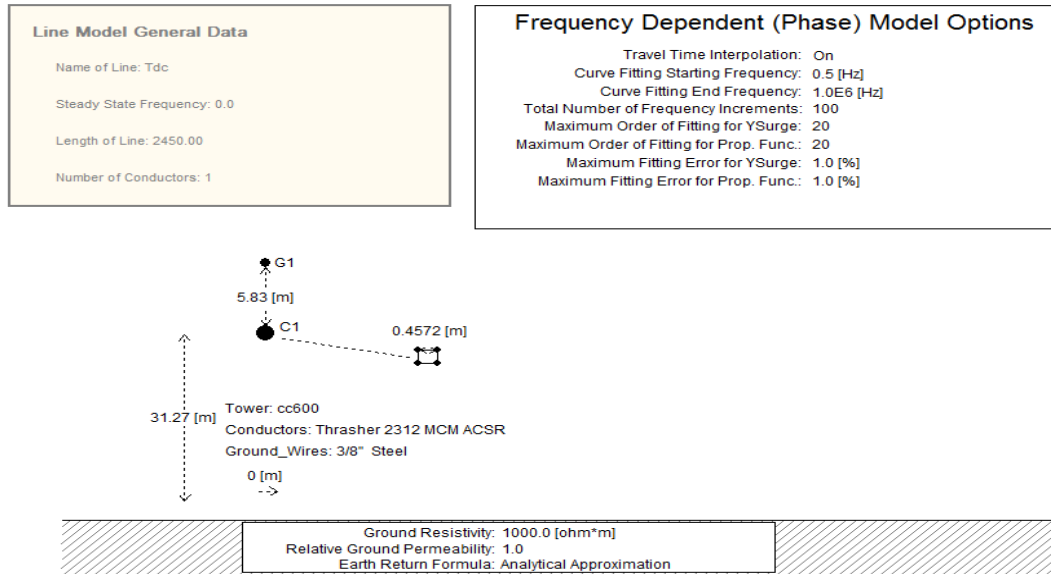 Line Model General Data
Name of Line: Tdc
Steady State Frequency: 0.0
Length of Line: 2450.00
Number of Conductors: 1
Frequency Dependent (Phase) Model Options
Travel Time Interpolation: On
Curve Fitting Starting Frequency: 0.5 [Hz]
Curve Fitting End Frequency: 1.0E6 [Hz]
Total Number of Frequency Increments: 100
Maximum Order of Fitting for YSurge: 20
Maximum Order of Fitting for Prop. Func.: 20
Maximum Fitting Error for YSurge: 1.0 [%]
Maximum Fitting Error for Prop. Func.: 1.0 [%]
G1
5.83 [m]
C1
0.4572 [m]
31.27 [m]
Tower: cc600
Conductors: Thrasher 2312 MCM ACSR
Ground_Wires: 3/8" Steel
0 [m]
Ground Resistivity: 1000.0 [ohm*m]
Relative Ground Permeability: 1.0
Earth Return Formula: Analytical Approximation